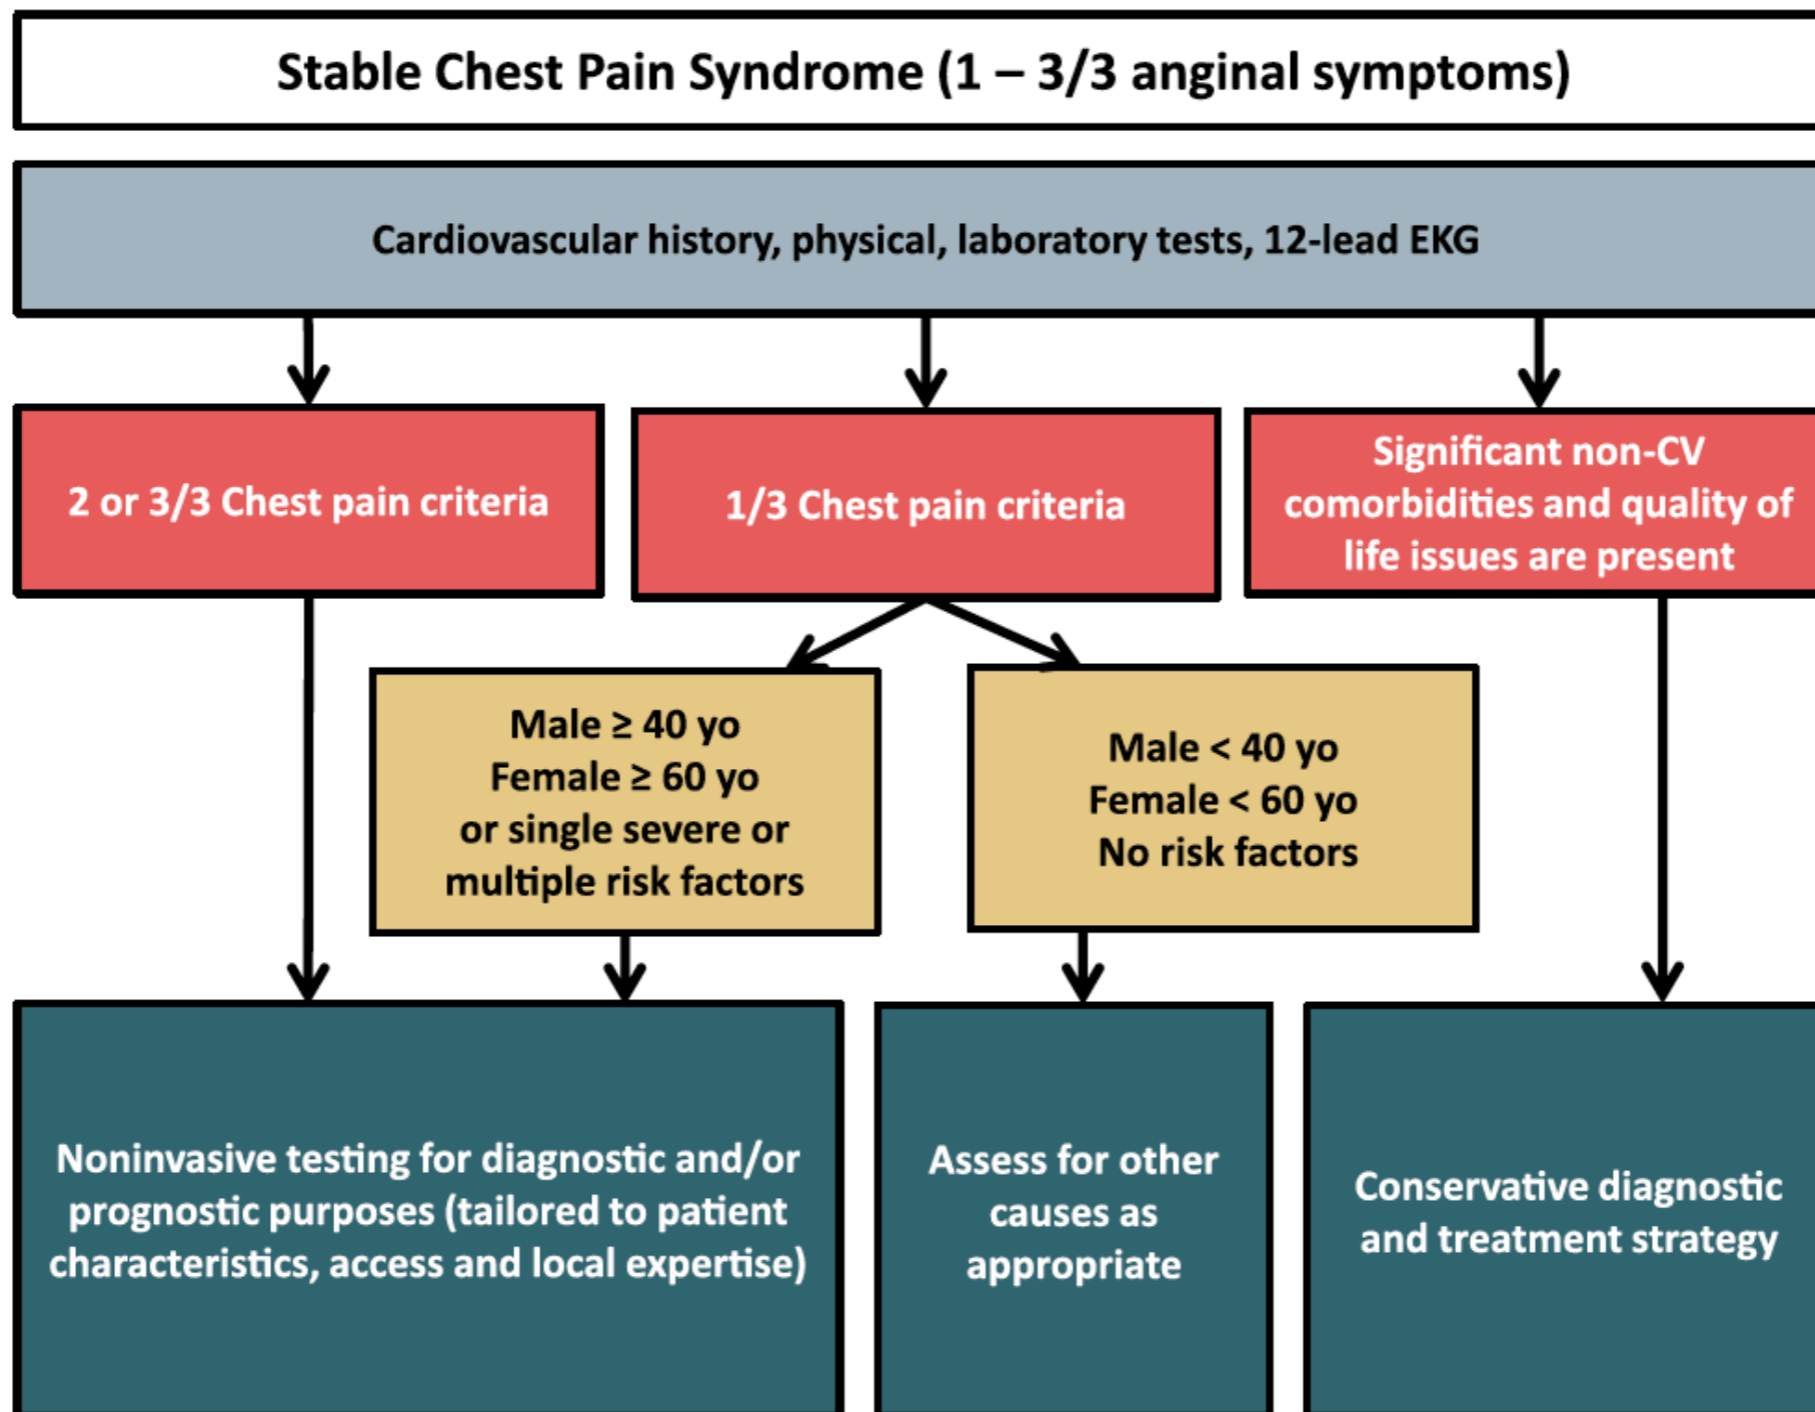 Stable Chest Pain Syndrome (1 – 3/3 anginal symptoms)
Cardiovascular history, physical, laboratory tests, 12-lead EKG
2 or 3/3 Chest pain criteria
1/3 Chest pain criteria
Significant non-CV
comorbidities and quality of
life issues are present
Male ≥ 40 yo
Female ≥ 60 yo
or single severe or
multiple risk factors
Male < 40 yo
Female < 60 yo
No risk factors
Noninvasive testing for diagnostic and/or
prognostic purposes (tailored to patient
characteristics, access and local expertise)
Assess for other
causes as
appropriate
Conservative diagnostic
and treatment strategy